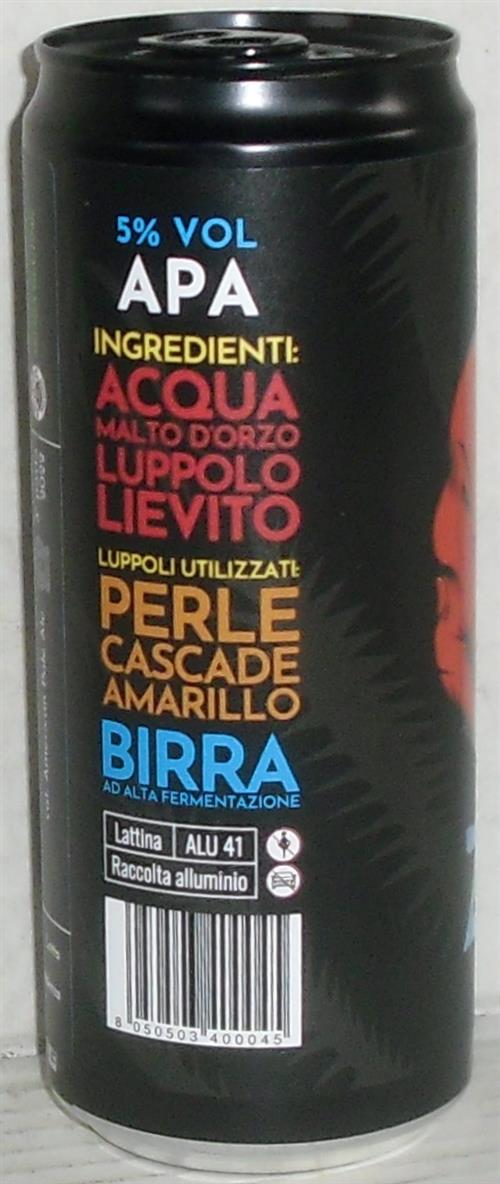 5% VOL
APA
INGREDIENTI:
ACQUA
MALTO D'ORZO
LUPPOLO
LIEVITO
LUPPOLI UTILIZZATI:
PERLE
CASCADE
AMARILLO
BIRRA
AD ALTA FERMENTAZIONE
Lattina ALU 41
Raccolta alluminio
8 050503 400045